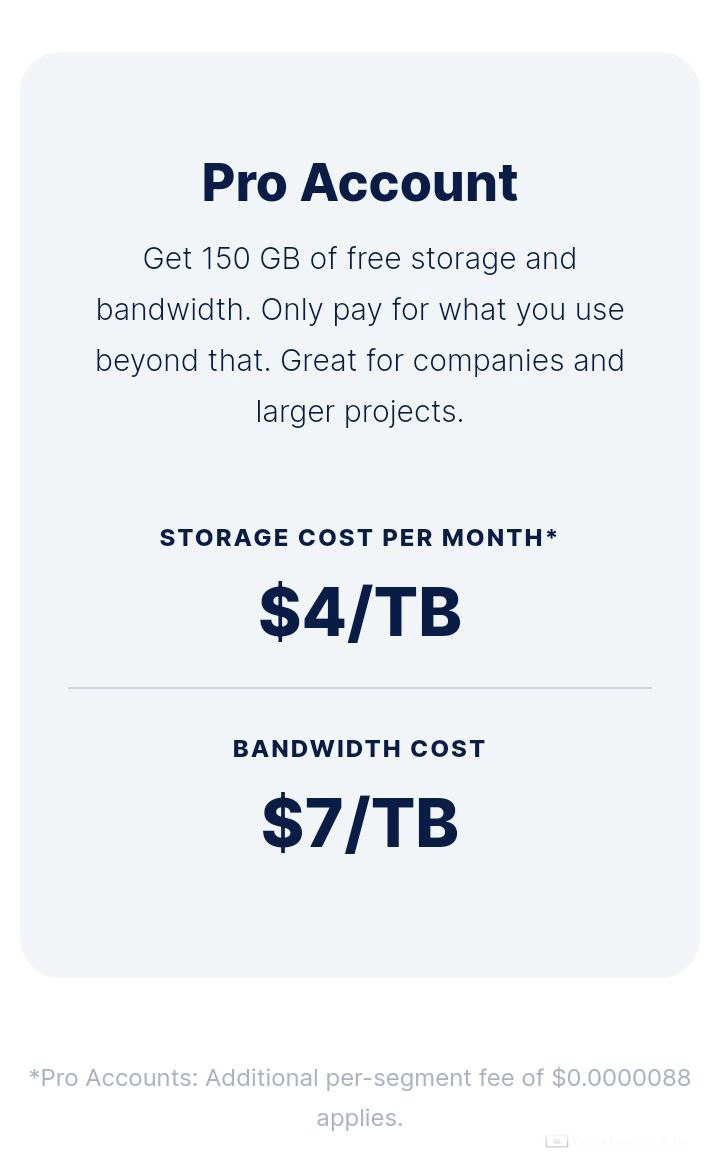 Pro Account
Get 150 GB of free storage and
bandwidth. Only pay for what you use
beyond that. Great for companies and
larger projects.
STORAGE COST PER MONTH*
$4/TB
BANDWIDTH COST
$7/TB
*Pro Accounts: Additional per-segment fee of $0.0000088
applies.